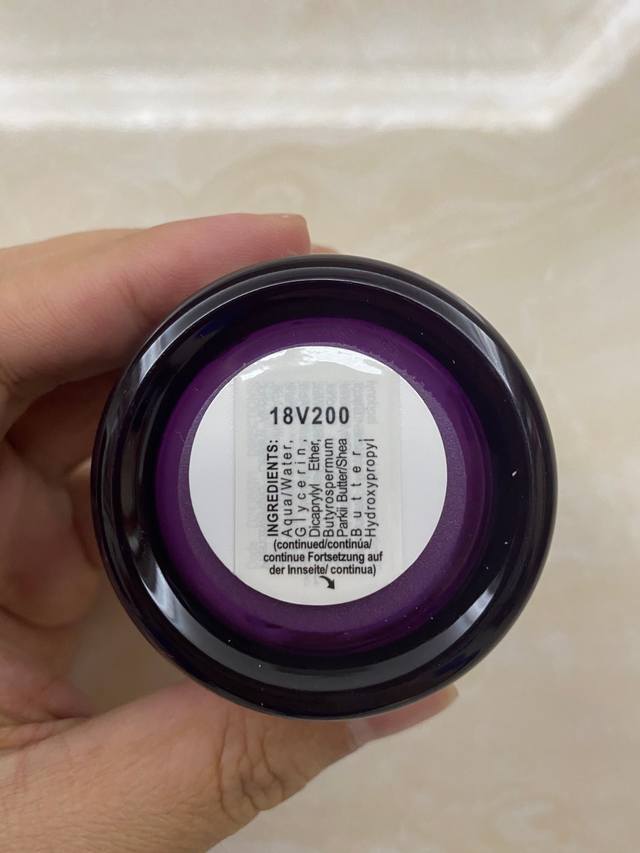 18V200
INGREDIENTS:
Aqua/Water,
Glycerin,
Dicaprylyl Ether,
Butyrospermum
Parkii Butter/Shea
Butter,
Hydroxypropyl
(continued/continúa/
continue Fortsetzung auf
der Innseite/ continua)